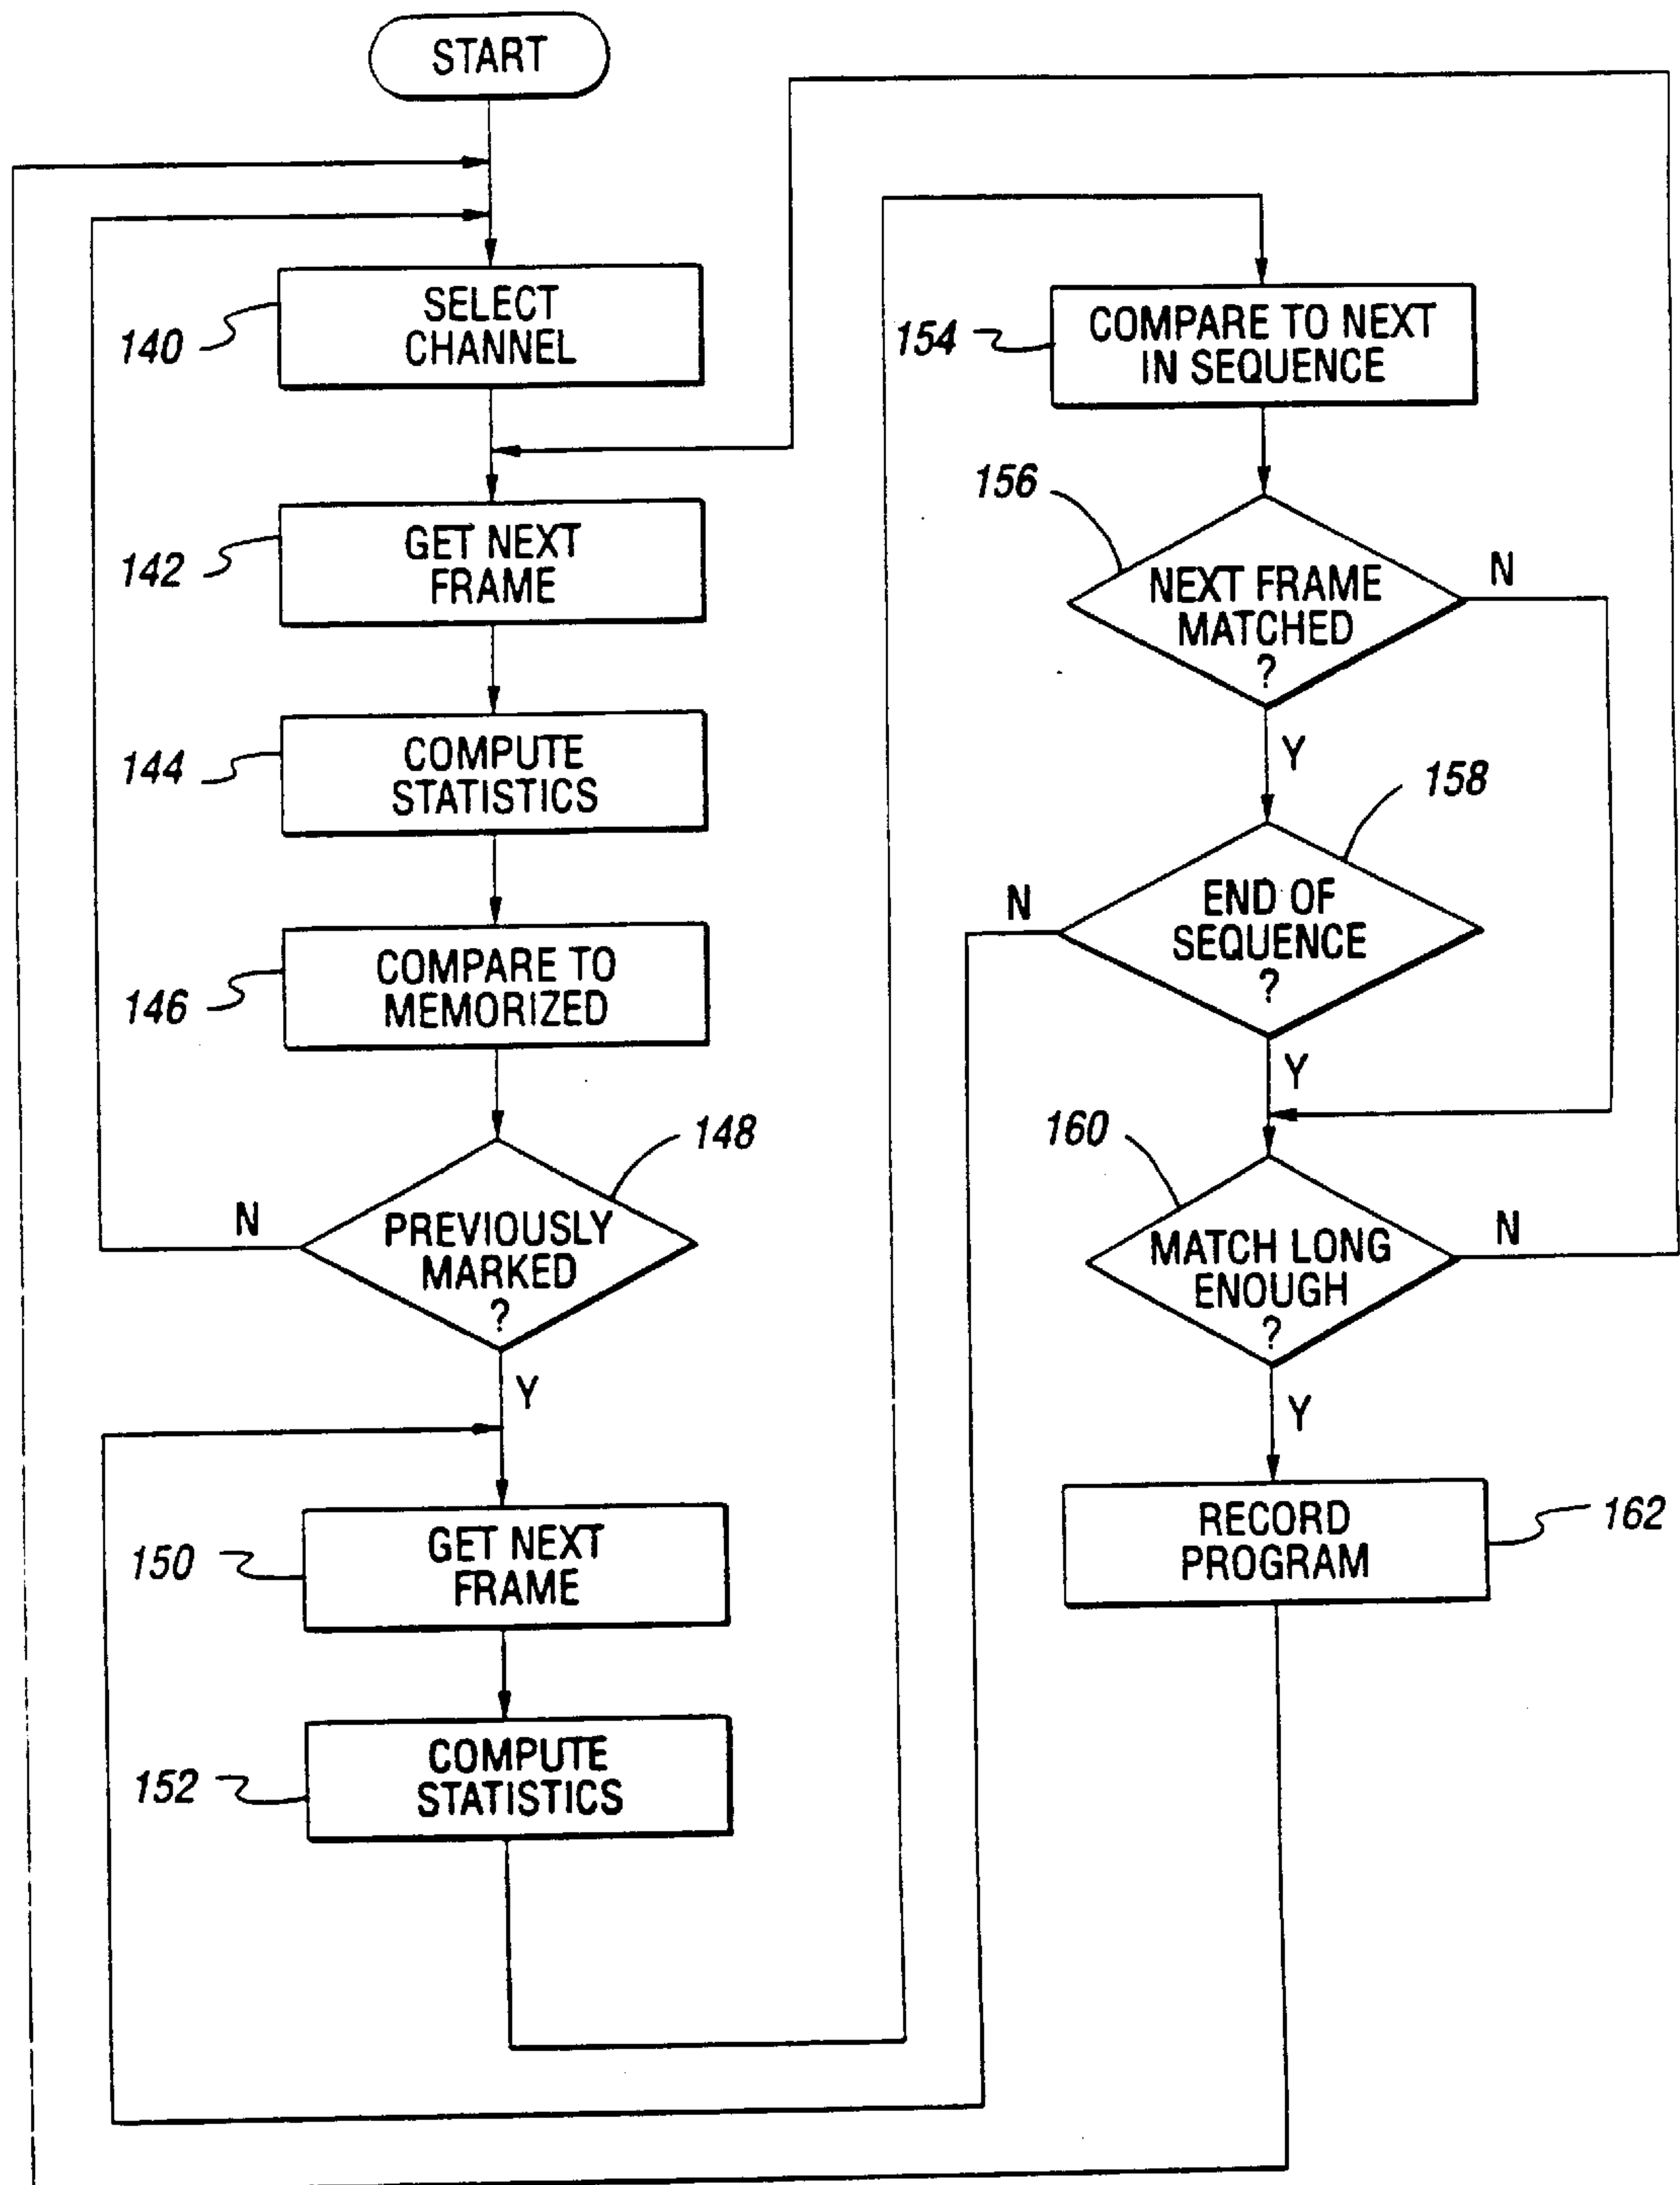 START
SELECT
CHANNEL
140
GET NEXT
FRAME
142
COMPUTE
STATISTICS
144
COMPARE TO
MEMORIZED
146
148
PREVIOUSLY
MARKED
?
N
Y
GET NEXT
FRAME
150
COMPUTE
STATISTICS
152
COMPARE TO NEXT
IN SEQUENCE
154
156
NEXT FRAME
MATCHED
?
N
Y
158
END OF
SEQUENCE
?
N
Y
160
MATCH LONG
ENOUGH
?
N
Y
RECORD
PROGRAM
162